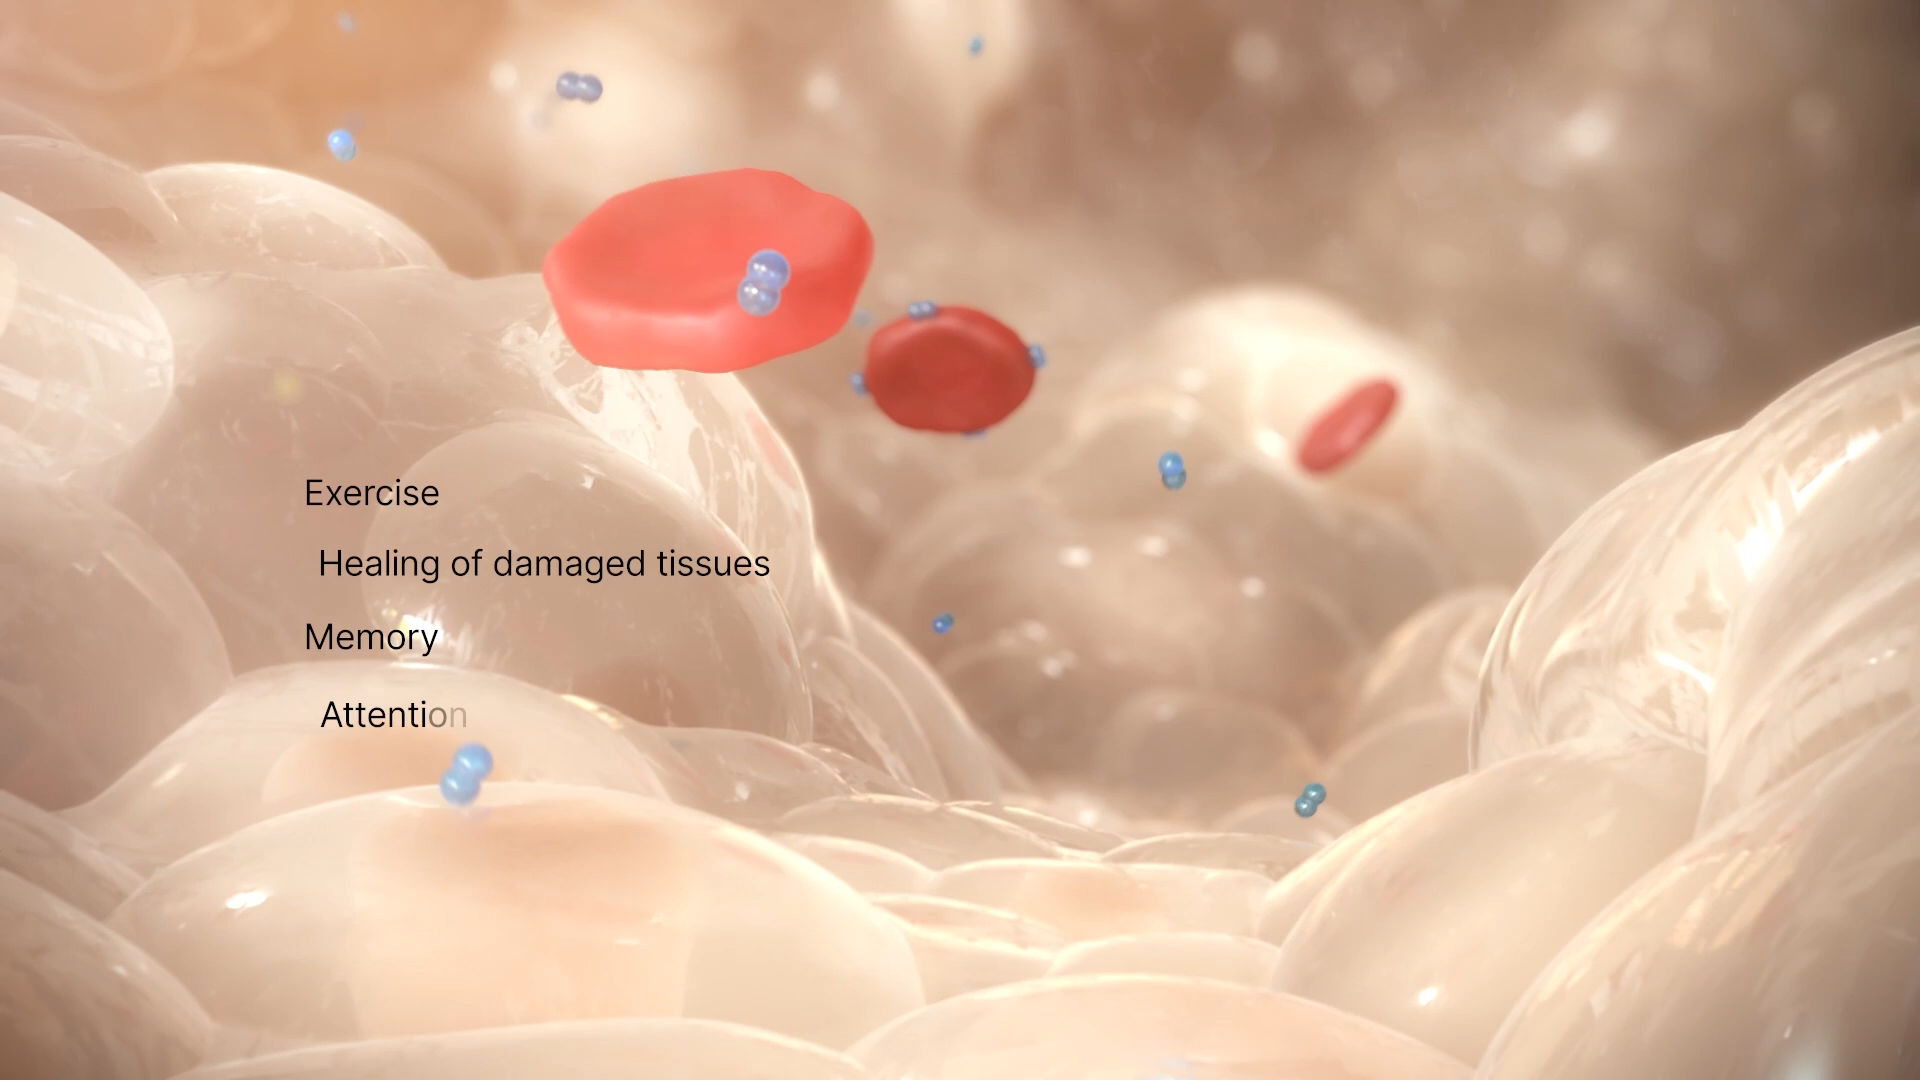 Exercise
Healing of damaged tissues
Memory
Attention